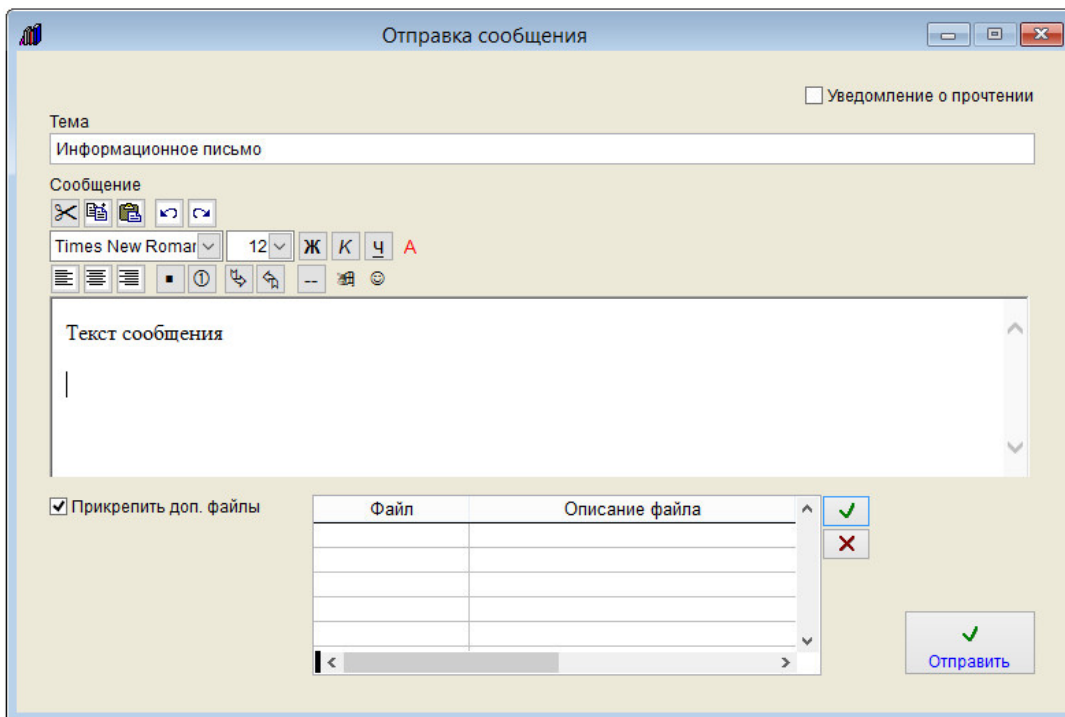 Отправка сообщения
Уведомление о прочтении
Тема
Информационное письмо
Сообщение
Times New Romar 12 Ж К Ч А
Текст сообщения
Прикрепить доп. файлы
Файл Описание файла
Отправить